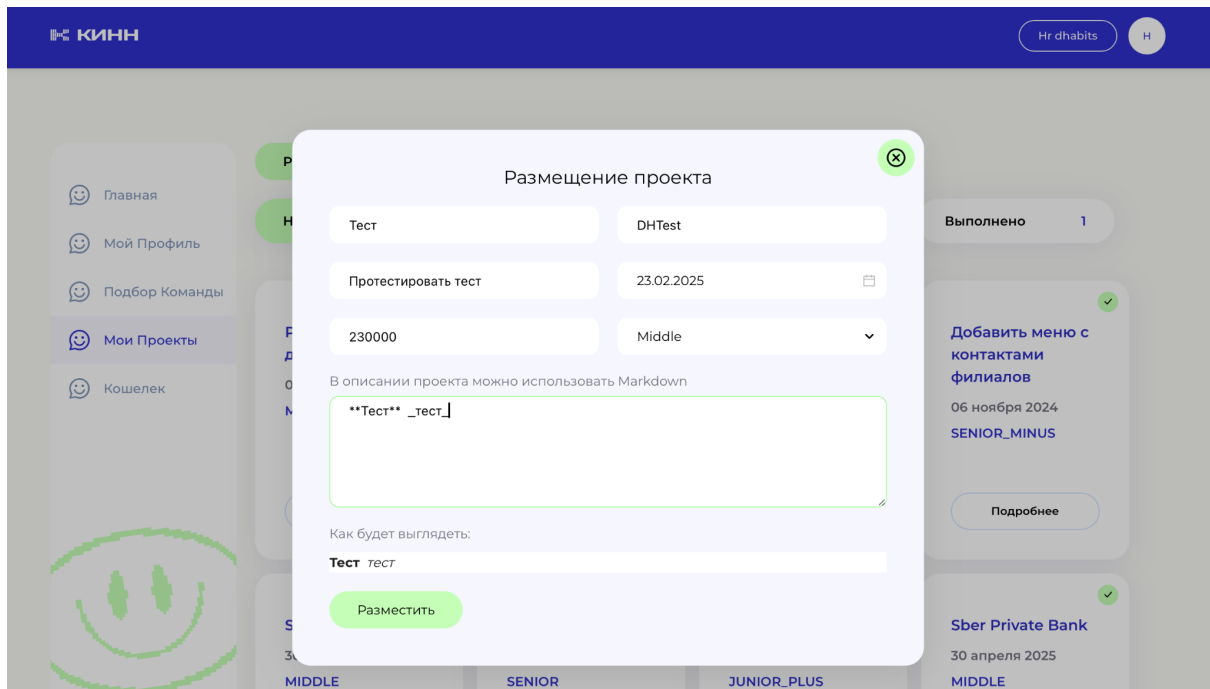 КИНН
Hr dhabits
H
Главная
Мой Профиль
Подбор Команды
Мои Проекты
Кошелек
Выполнено 1
Размещение проекта
Тест
DHTest
Протестировать тест
23.02.2025
230000
Middle
В описании проекта можно использовать Markdown
**Тест** _тест_
Как будет выглядеть:
Тест тест
Разместить
Добавить меню с
контактами
филиалов
06 ноября 2024
SENIOR_MINUS
Подробнее
Sber Private Bank
30 апреля 2025
MIDDLE
SENIOR
JUNIOR_PLUS
MIDDLE